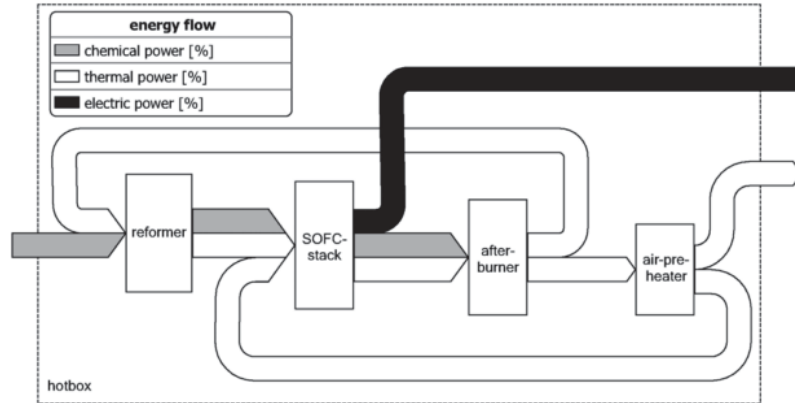 energy flow
chemical power [%]
thermal power [%]
electric power [%]
reformer
SOFC-
stack
after-
burner
air-pre-
heater
hotbox